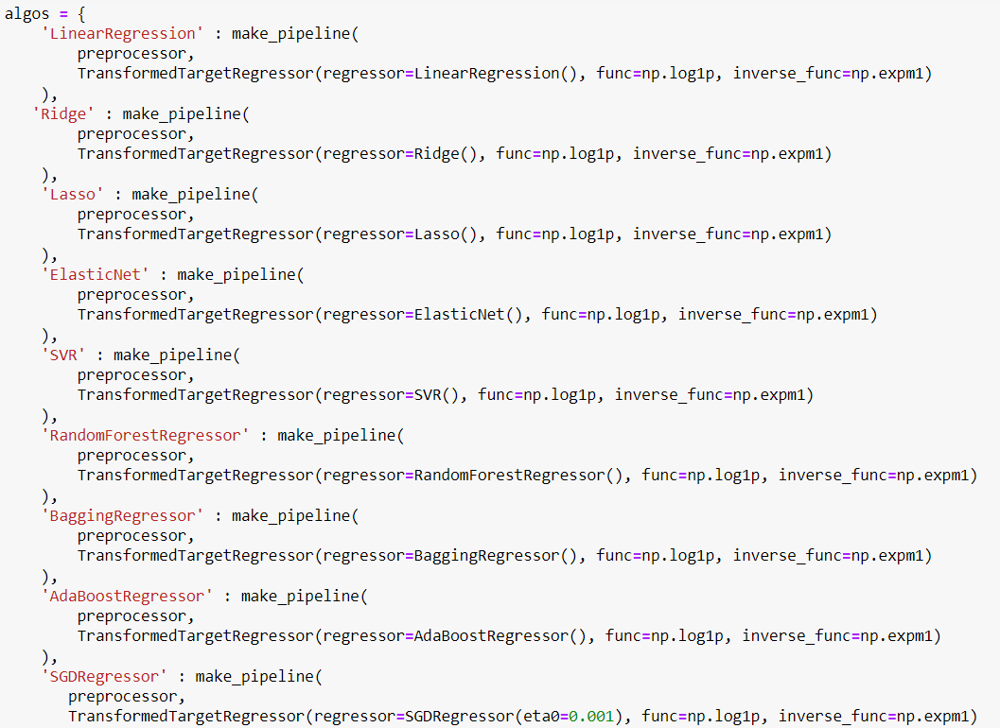 algos = {
    'LinearRegression' : make_pipeline(
        preprocessor,
        TransformedTargetRegressor(regressor=LinearRegression(), func=np.log1p, inverse_func=np.expm1)
    ),
   'Ridge' : make_pipeline(
        preprocessor,
        TransformedTargetRegressor(regressor=Ridge(), func=np.log1p, inverse_func=np.expm1)
    ),
    'Lasso' : make_pipeline(
        preprocessor,
        TransformedTargetRegressor(regressor=Lasso(), func=np.log1p, inverse_func=np.expm1)
    ),
    'ElasticNet' : make_pipeline(
        preprocessor,
        TransformedTargetRegressor(regressor=ElasticNet(), func=np.log1p, inverse_func=np.expm1)
    ),
    'SVR' : make_pipeline(
        preprocessor,
        TransformedTargetRegressor(regressor=SVR(), func=np.log1p, inverse_func=np.expm1)
    ),
    'RandomForestRegressor' : make_pipeline(
        preprocessor,
        TransformedTargetRegressor(regressor=RandomForestRegressor(), func=np.log1p, inverse_func=np.expm1)
    ),
    'BaggingRegressor' : make_pipeline(
        preprocessor,
        TransformedTargetRegressor(regressor=BaggingRegressor(), func=np.log1p, inverse_func=np.expm1)
    ),
    'AdaBoostRegressor' : make_pipeline(
        preprocessor,
        TransformedTargetRegressor(regressor=AdaBoostRegressor(), func=np.log1p, inverse_func=np.expm1)
    ),
    'SGDRegressor' : make_pipeline(
       preprocessor,
       TransformedTargetRegressor(regressor=SGDRegressor(eta0=0.001), func=np.log1p, inverse_func=np.expm1)